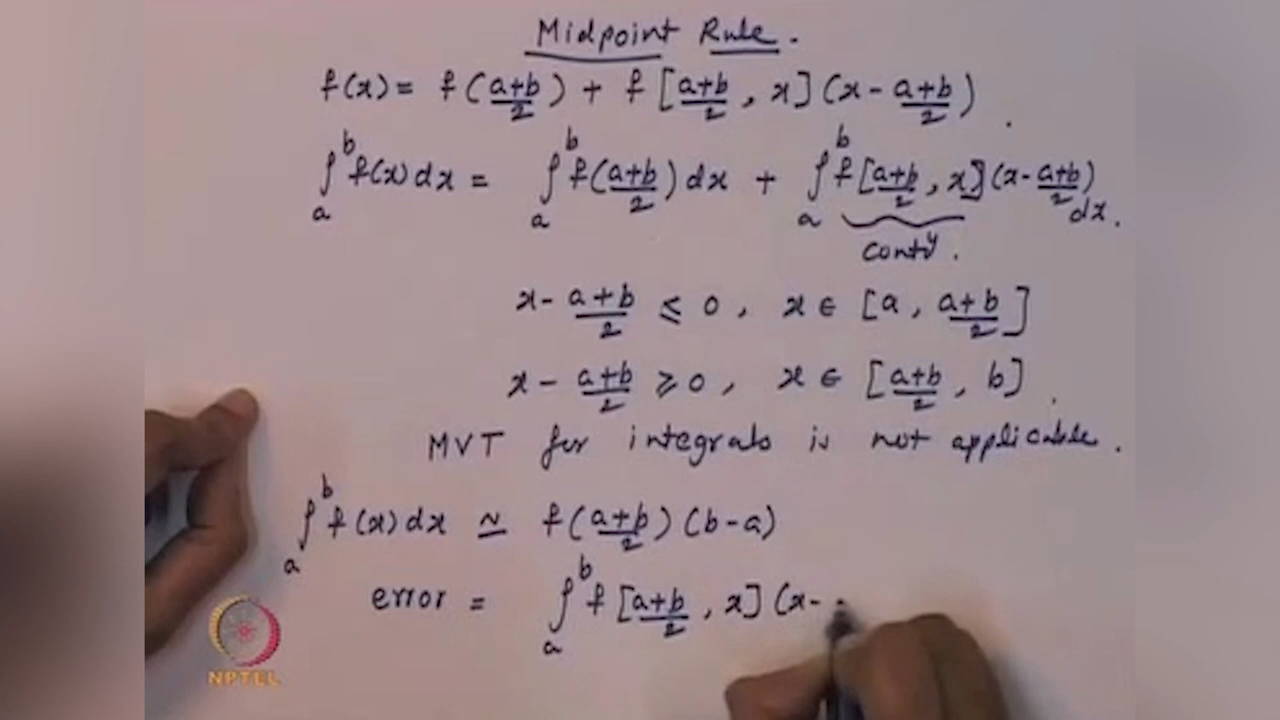 Midpoint Rule.
f(x) = f(a+b/2) + f[a+b/2, x](x - a+b/2).
∫_a^b f(x)dx = ∫_a^b f(a+b/2)dx + ∫_a^b f[a+b/2, x](x - a+b/2)dx.
conty.
x - a+b/2 ≤ 0, x ∈ [a, a+b/2]
x - a+b/2 ≥ 0, x ∈ [a+b/2, b].
MVT for integrals is not applicable.
∫_a^b f(x)dx ≃ f(a+b/2)(b-a)
error = ∫_a^b f[a+b/2, x](x-
NPTEL